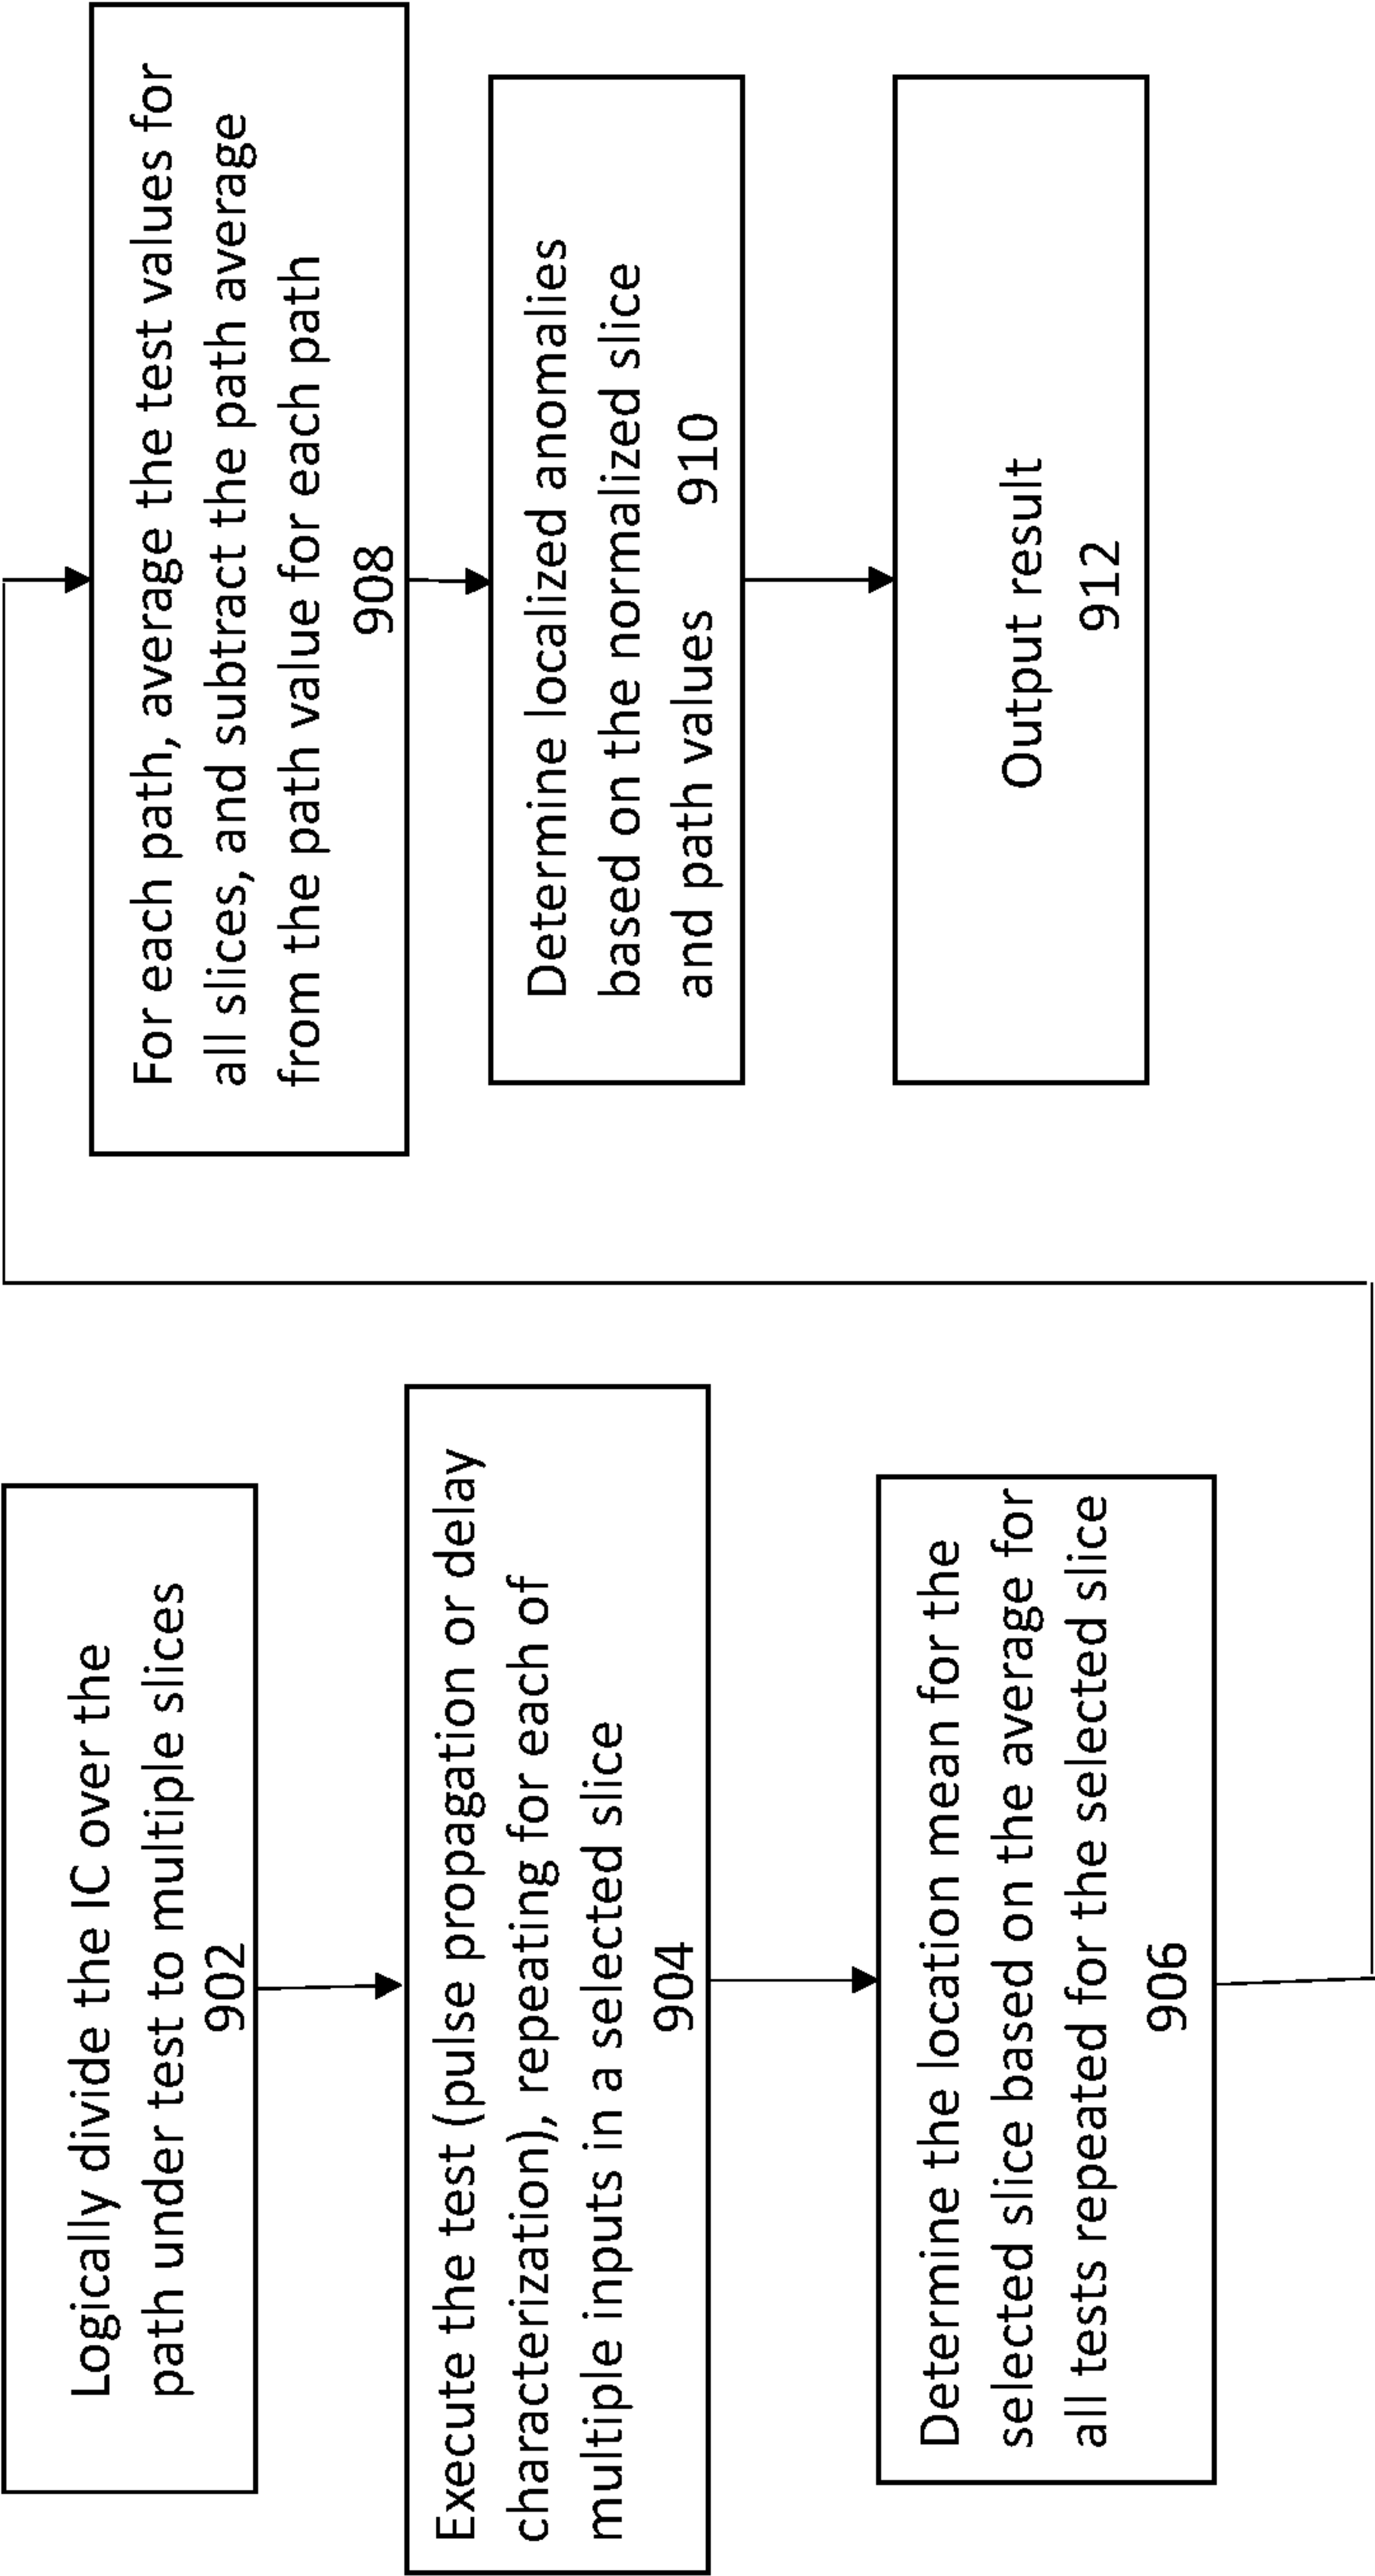 Logically divide the IC over the
path under test to multiple slices
902
Execute the test (pulse propagation or delay
characterization), repeating for each of
multiple inputs in a selected slice
904
Determine the location mean for the
selected slice based on the average for
all tests repeated for the selected slice
906
For each path, average the test values for
all slices, and subtract the path average
from the path value for each path
908
Determine localized anomalies
based on the normalized slice
and path values 910
Output result
912